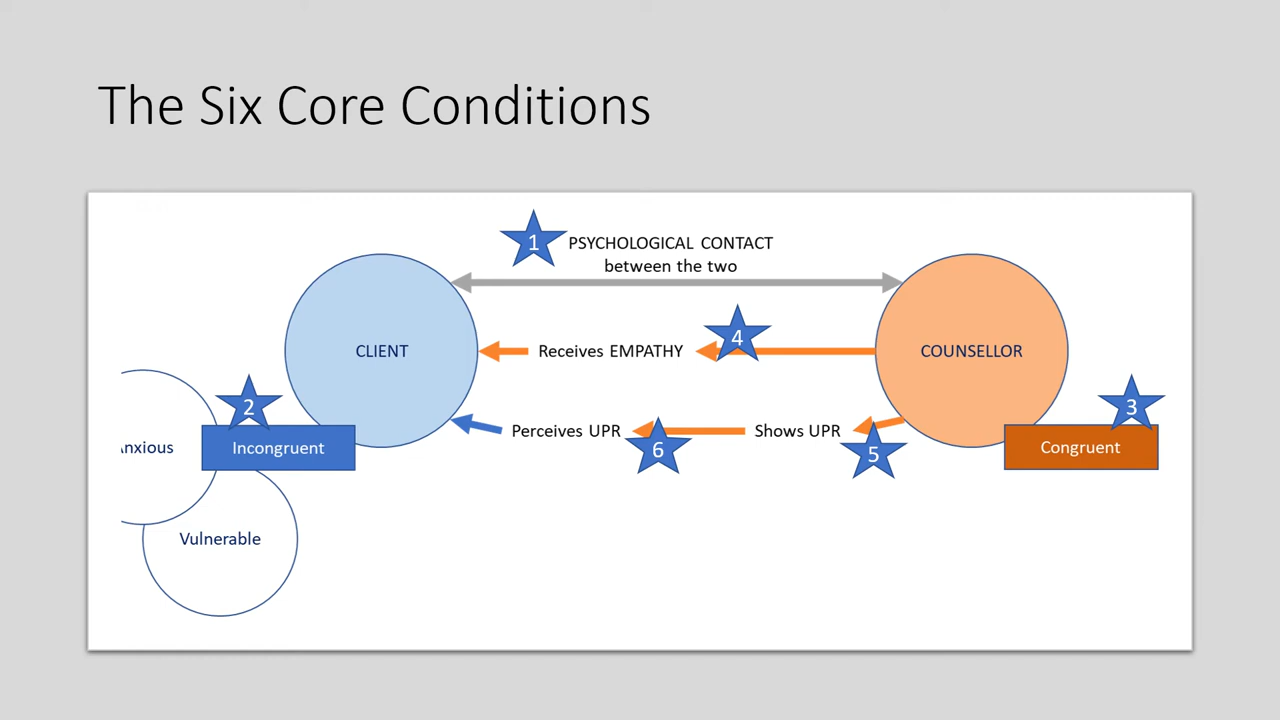 The Six Core Conditions
1
PSYCHOLOGICAL CONTACT
between the two
4
CLIENT
Receives EMPATHY
COUNSELLOR
2
3
Perceives UPR
6
Shows UPR
5
nxious
Incongruent
Congruent
Vulnerable